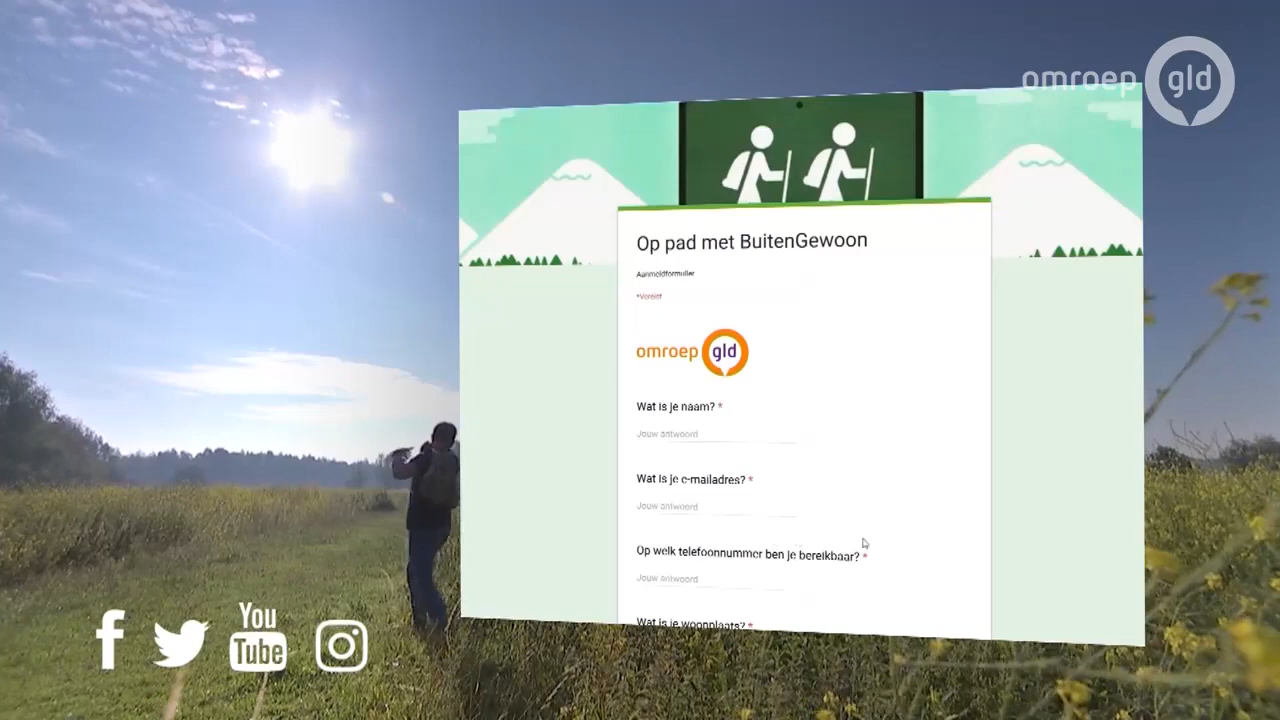 omroep gld
Op pad met BuitenGewoon
Aanmeldformulier
*Vereist
omroep gld
Wat is je naam? *
Jouw antwoord
Wat is je e-mailadres? *
Jouw antwoord
Op welk telefoonnummer ben je bereikbaar? *
Jouw antwoord
Wat is je woonplaats? *
f
You
Tube